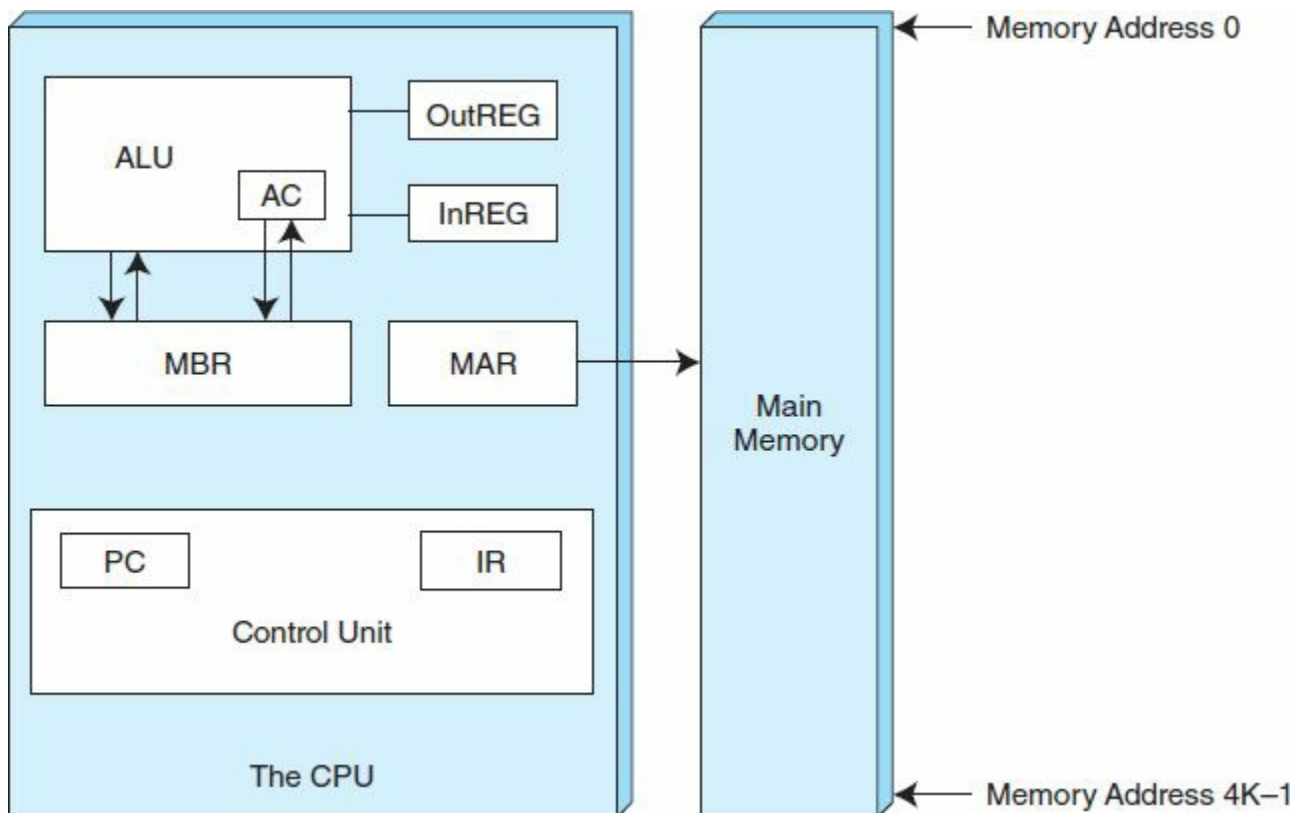 Memory Address 0
OutREG
ALU
AC
InREG
MBR
MAR
Main
Memory
PC
IR
Control Unit
The CPU
Memory Address 4K–1